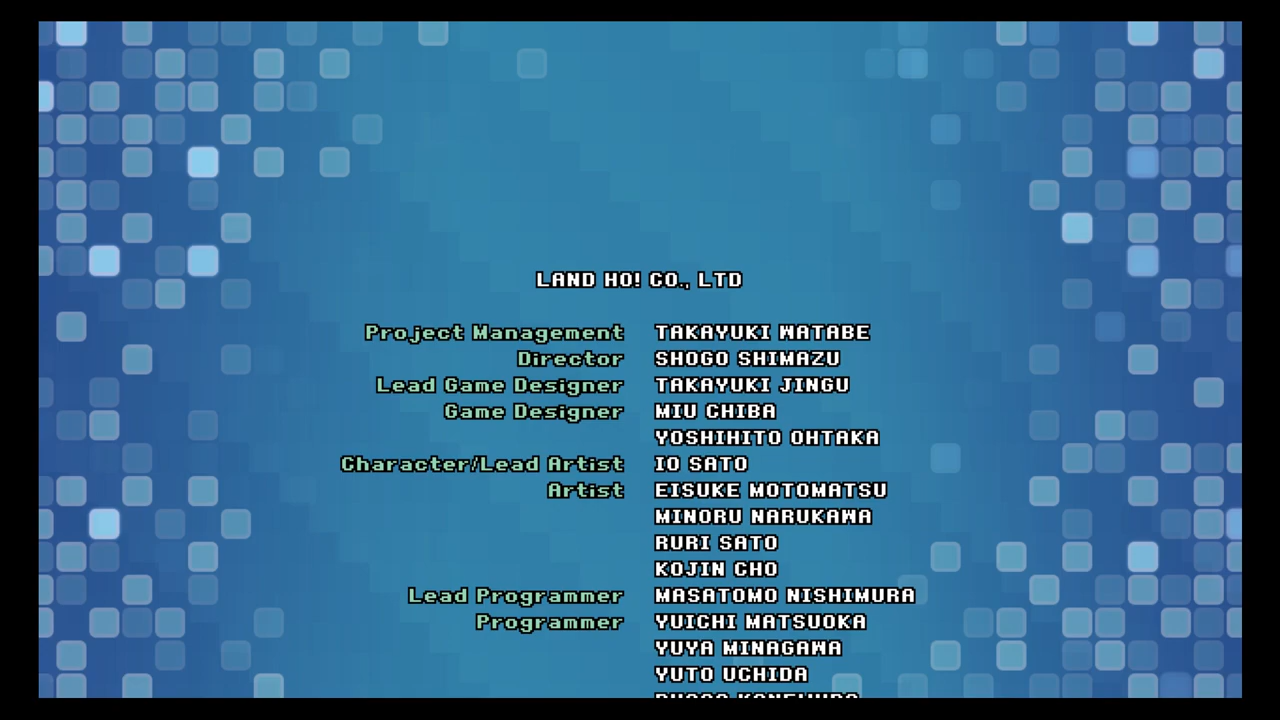 LAND HO! CO., LTD
Project Management TAKAYUKI WATABE
Director SHOGO SHIMAZU
Lead Game Designer TAKAYUKI JINGU
Game Designer MIU CHIBA
YOSHIHITO OHTAKA
Character/Lead Artist IO SATO
Artist EISUKE MOTOMATSU
MINORU NARUKAWA
RURI SATO
KOJIN CHO
Lead Programmer MASATOMO NISHIMURA
Programmer YUICHI MATSUOKA
YUYA MINAGAWA
YUTO UCHIDA